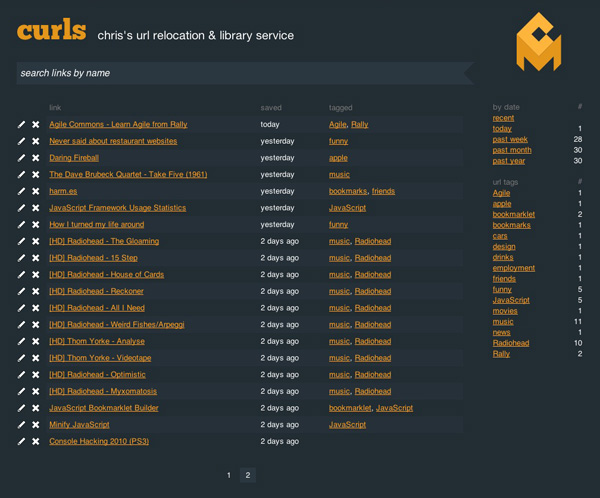 curls chris's url relocation & library service
search links by name
link saved tagged
Agile Commons - Learn Agile from Rally today Agile, Rally
Never said about restaurant websites yesterday funny
Daring Fireball yesterday apple
The Dave Brubeck Quartet - Take Five (1961) yesterday music
harm.es yesterday bookmarks, friends
JavaScript Framework Usage Statistics yesterday JavaScript
How I turned my life around yesterday funny
[HD] Radiohead - The Gloaming 2 days ago music, Radiohead
[HD] Radiohead - 15 Step 2 days ago music, Radiohead
[HD] Radiohead - House of Cards 2 days ago music, Radiohead
[HD] Radiohead - Reckoner 2 days ago music, Radiohead
[HD] Radiohead - All I Need 2 days ago music, Radiohead
[HD] Radiohead - Weird Fishes/Arpeggi 2 days ago music, Radiohead
[HD] Thom Yorke - Analyse 2 days ago music, Radiohead
[HD] Thom Yorke - Videotape 2 days ago music, Radiohead
[HD] Radiohead - Optimistic 2 days ago music, Radiohead
[HD] Radiohead - Myxomatosis 2 days ago music, Radiohead
JavaScript Bookmarklet Builder 2 days ago bookmarklet, JavaScript
Minify JavaScript 2 days ago JavaScript
Console Hacking 2010 (PS3) 2 days ago
1 2
by date #
recent
today 1
past week 28
past month 30
past year 30
url tags #
Agile 1
apple 1
bookmarklet 2
bookmarks 1
cars 1
design 1
drinks 1
employment 1
friends 1
funny 5
JavaScript 5
movies 1
music 11
news 1
Radiohead 10
Rally 2